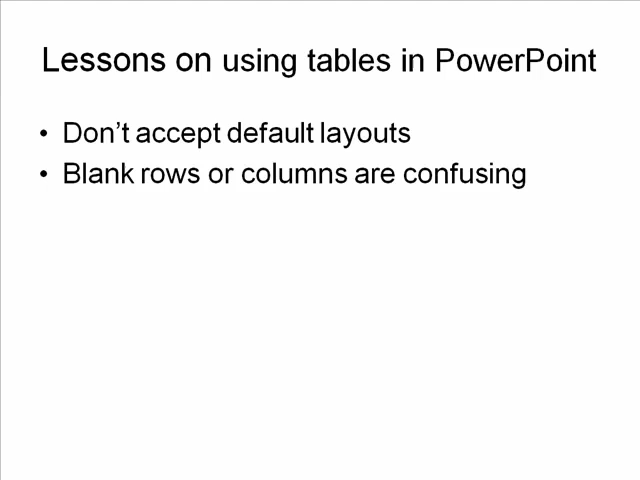 Lessons on using tables in PowerPoint
• Don’t accept default layouts
• Blank rows or columns are confusing